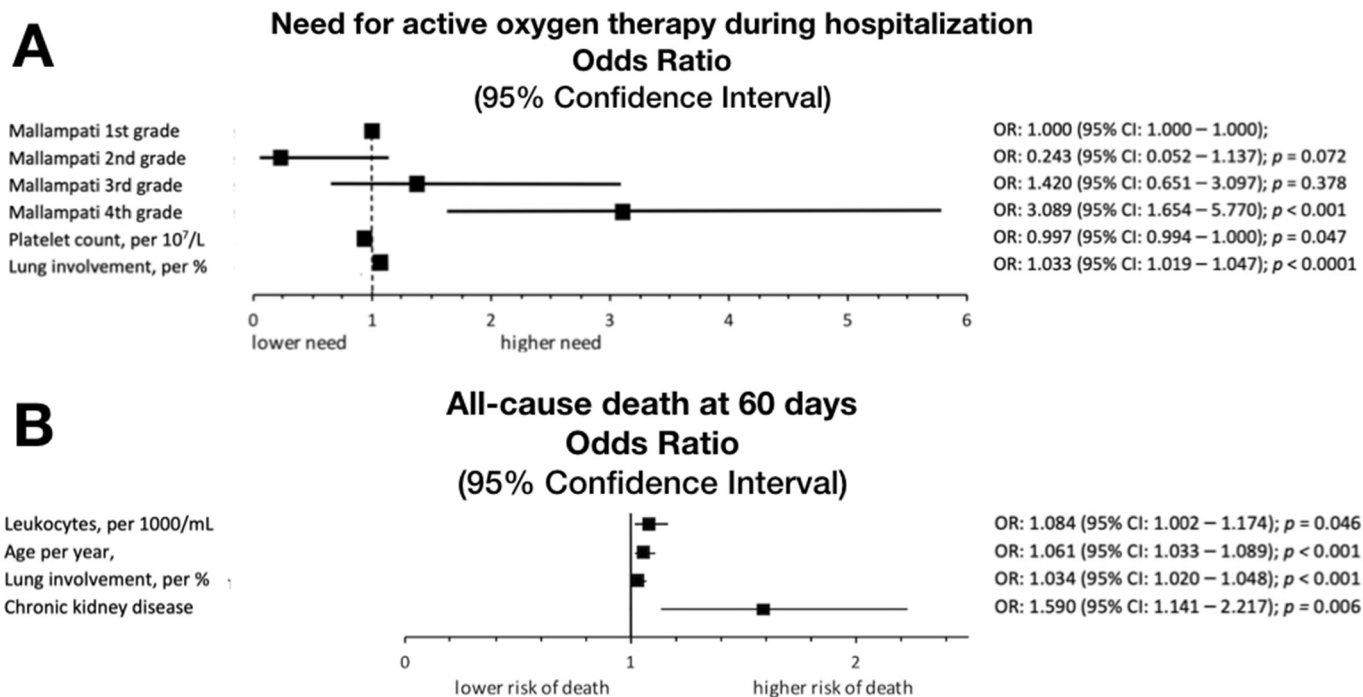 A
Need for active oxygen therapy during hospitalization
Odds Ratio
(95% Confidence Interval)
Mallampati 1st grade OR: 1.000 (95% CI: 1.000 – 1.000);
Mallampati 2nd grade OR: 0.243 (95% CI: 0.052 – 1.137); p = 0.072
Mallampati 3rd grade OR: 1.420 (95% CI: 0.651 – 3.097); p = 0.378
Mallampati 4th grade OR: 3.089 (95% CI: 1.654 – 5.770); p < 0.001
Platelet count, per 10⁷/L OR: 0.997 (95% CI: 0.994 – 1.000); p = 0.047
Lung involvement, per % OR: 1.033 (95% CI: 1.019 – 1.047); p < 0.0001
0 1 2 3 4 5 6
lower need higher need
B
All-cause death at 60 days
Odds Ratio
(95% Confidence Interval)
Leukocytes, per 1000/mL OR: 1.084 (95% CI: 1.002 – 1.174); p = 0.046
Age per year, OR: 1.061 (95% CI: 1.033 – 1.089); p < 0.001
Lung involvement, per % OR: 1.034 (95% CI: 1.020 – 1.048); p < 0.001
Chronic kidney disease OR: 1.590 (95% CI: 1.141 – 2.217); p = 0.006
0 1 2
lower risk of death higher risk of death